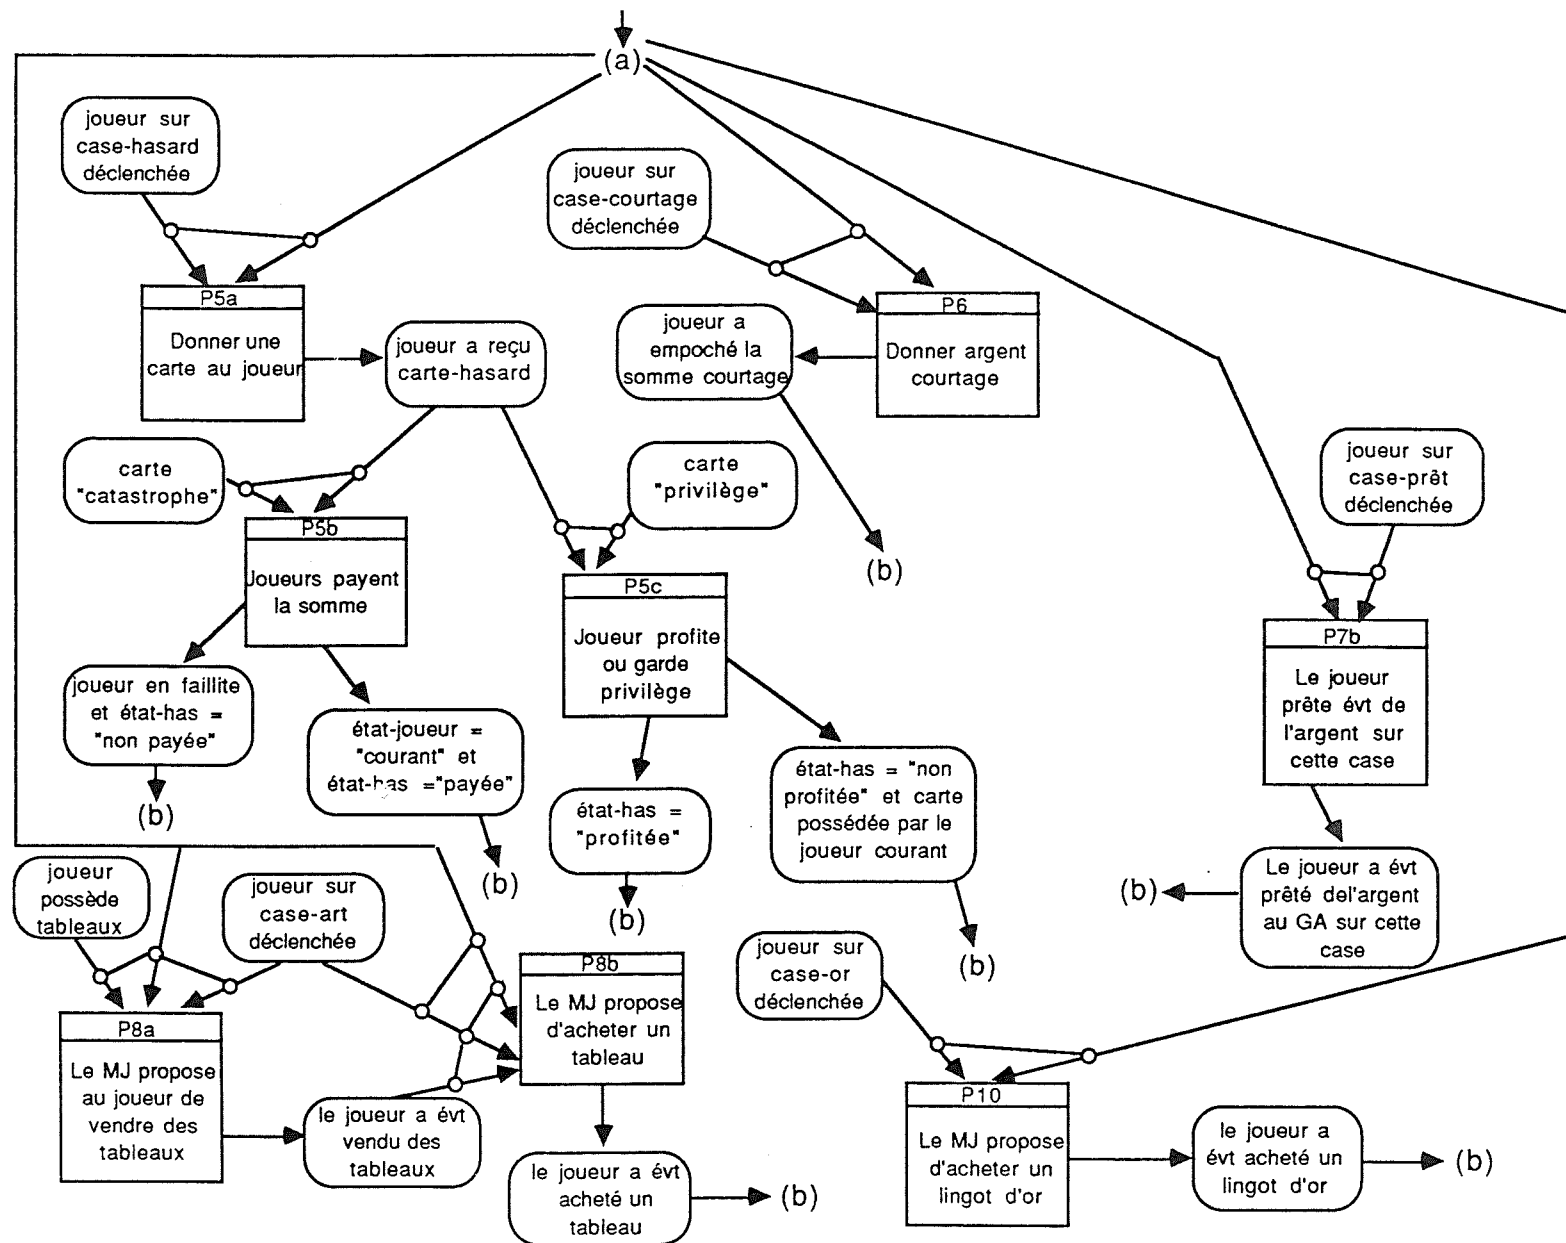 (a)
joueur sur
case-hasard
déclenchée
joueur sur
case-courtage
déclenchée
P5a
Donner une
carte au joueur
joueur a reçu
carte-hasard
joueur a
empoché la
somme courtage
P6
Donner argent
courtage
carte
"catastrophe"
carte
"privilège"
joueur sur
case-prêt
déclenchée
P5b
Joueurs payent
la somme
(b)
P5c
Joueur profite
ou garde
privilège
P7b
Le joueur
prête évt de
l'argent sur
cette case
joueur en faillite
et état-has =
"non payée"
(b)
état-joueur =
"courant" et
état-has ="payée"
(b)
état-has =
"profitée"
(b)
état-has = "non
profitée" et carte
possédée par le
joueur courant
(b)
(b)
Le joueur a évt
prêté del'argent
au GA sur cette
case
joueur
possède
tableaux
joueur sur
case-art
déclenchée
joueur sur
case-or
déclenchée
P8a
Le MJ propose
au joueur de
vendre des
tableaux
le joueur a évt
vendu des
tableaux
P8b
Le MJ propose
d'acheter un
tableau
le joueur a évt
acheté un
tableau
(b)
P10
Le MJ propose
d'acheter un
lingot d'or
le joueur a
évt acheté un
lingot d'or
(b)